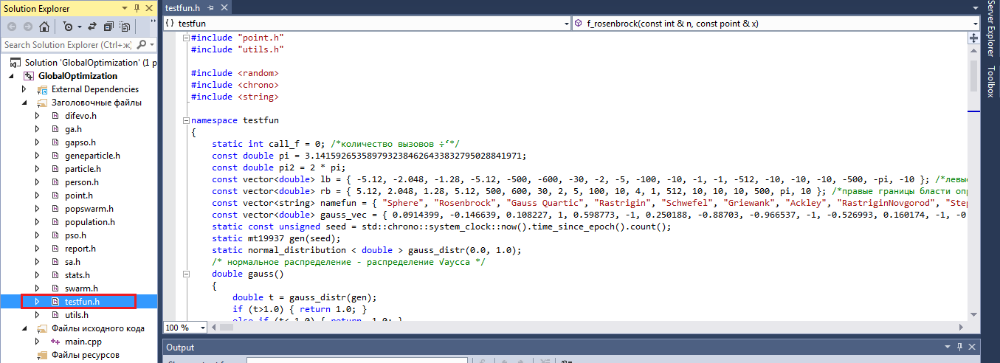 Solution Explorer
Search Solution Explorer (Ctrl+ж)
Solution 'GlobalOptimization' (1 p
GlobalOptimization
External Dependencies
Заголовочные файлы
difevo.h
ga.h
gapso.h
geneparticle.h
particle.h
person.h
point.h
popswarm.h
population.h
pso.h
report.h
sa.h
stats.h
swarm.h
testfun.h
utils.h
Файлы исходного кода
main.cpp
Файлы ресурсов
testfun.h
{ } testfun
f_rosenbrock(const int & n, const point & x)
#include "point.h"
#include "utils.h"
#include <random>
#include <chrono>
#include <string>
namespace testfun
{
static int call_f = 0; /*количество вызовов ÷‘*/
const double pi = 3.1415926535897932384626433832795028841971;
const double pi2 = 2 * pi;
const vector<double> lb = { -5.12, -2.048, -1.28, -5.12, -500, -600, -30, -2, -5, -100, -10, -1, -1, -512, -10, -10, -10, -500, -pi, -10 }; /*левые
const vector<double> rb = { 5.12, 2.048, 1.28, 5.12, 500, 600, 30, 2, 5, 100, 10, 4, 1, 512, 10, 10, 10, 500, pi, 10 }; /*правые границы бласти опр
const vector<string> namefun = { "Sphere", "Rosenbrock", "Gauss Quartic", "Rastrigin", "Schwefel", "Griewank", "Ackley", "RastriginNovgorod", "Step
const vector<double> gauss_vec = { 0.0914399, -0.146639, 0.108227, 1, 0.598773, -1, 0.250188, -0.88703, -0.966537, -1, -0.526993, 0.160174, -1, -0.
static const unsigned seed = std::chrono::system_clock::now().time_since_epoch().count();
static mt19937 gen(seed);
static normal_distribution < double > gauss_distr(0.0, 1.0);
/* нормальное распределение - распределение √аусса */
double gauss()
{
double t = gauss_distr(gen);
if (t>1.0) { return 1.0; }
else if (t<-1.0) { return -1.0; }
100 %
Output
Server Explorer
Toolbox